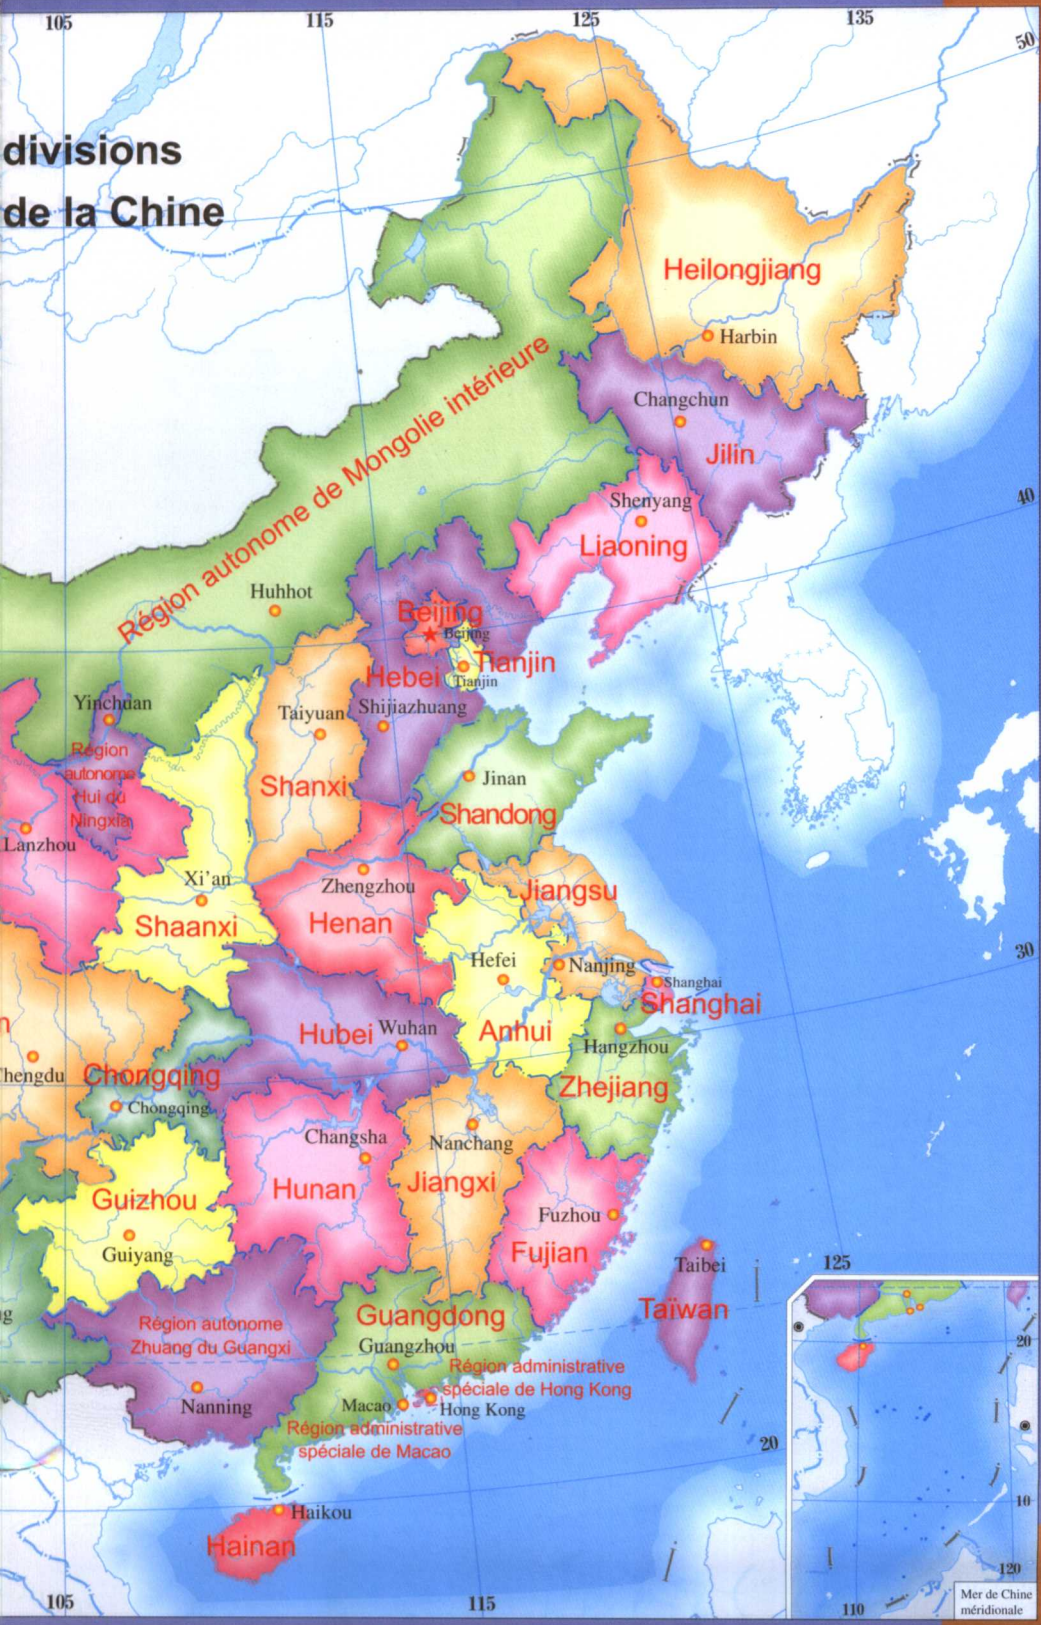 105
115
125
135
50
divisions
de la Chine
Heilongjiang
Harbin
Région autonome de Mongolie intérieure
Changchun
Jilin
40
Shenyang
Liaoning
Huhhot
Beijing
Beijing
Tianjin
Tianjin
Hebei
Yinchuan
Taiyuan
Shijiazhuang
Région
autonome
Hui du
Ningxia
Shanxi
Jinan
Shandong
Lanzhou
Xi'an
Zhengzhou
Jiangsu
Shaanxi
Henan
Hefei
Nanjing
30
Shanghai
Shanghai
Hubei
Wuhan
Anhui
Hangzhou
Chongqing
Zhejiang
Chongqing
Changsha
Nanchang
Guizhou
Hunan
Jiangxi
Fuzhou
Guiyang
Fujian
Taibei
125
Taïwan
Région autonome
Zhuang du Guangxi
Guangdong
Guangzhou
20
Région administrative
spéciale de Hong Kong
Nanning
Macao
Hong Kong
Région administrative
spéciale de Macao
20
Haikou
10
Hainan
120
105
115
110
Mer de Chine
méridionale